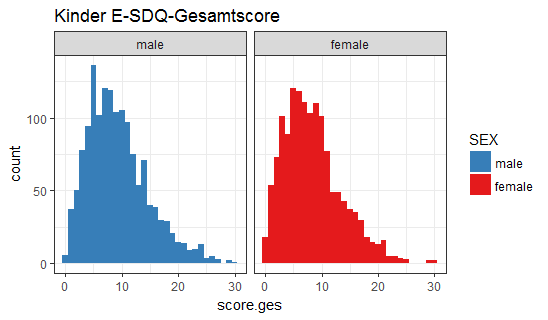 Kinder E-SDQ-Gesamtscore
male female
count
100
50
0
0 10 20 30 0 10 20 30
score.ges
SEX
male
female